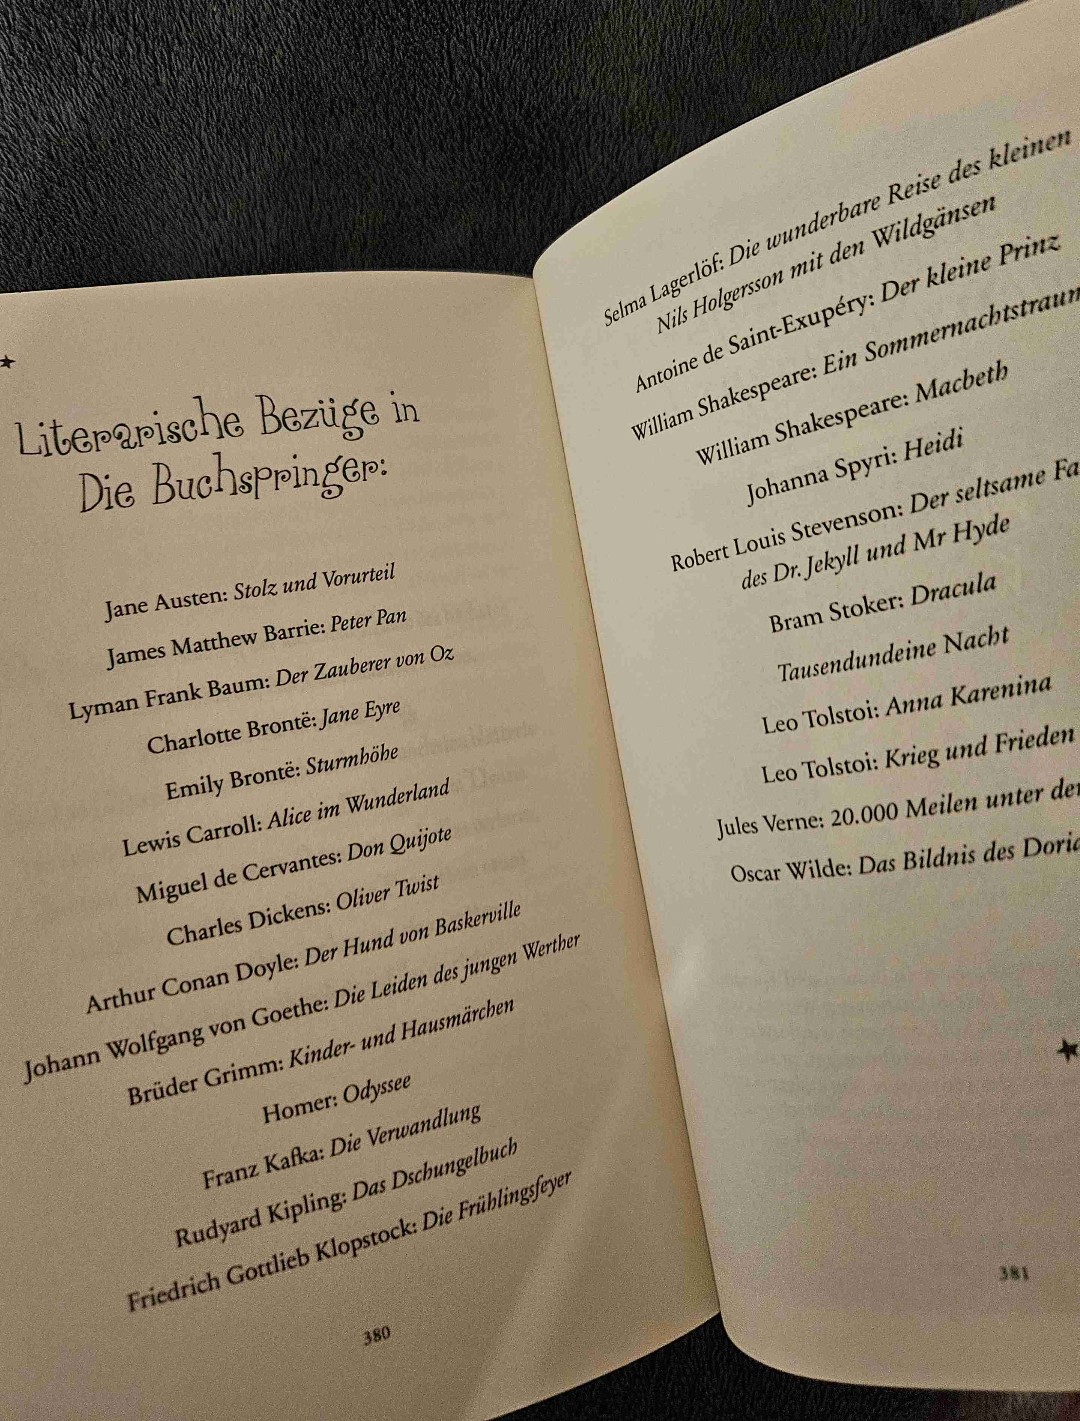 Literarische Bezüge in
Die Buchspringer:
Jane Austen: Stolz und Vorurteil
James Matthew Barrie: Peter Pan
Lyman Frank Baum: Der Zauberer von Oz
Charlotte Brontë: Jane Eyre
Emily Brontë: Sturmhöhe
Lewis Carroll: Alice im Wunderland
Miguel de Cervantes: Don Quijote
Charles Dickens: Oliver Twist
Arthur Conan Doyle: Der Hund von Baskerville
Johann Wolfgang von Goethe: Die Leiden des jungen Werther
Brüder Grimm: Kinder- und Hausmärchen
Homer: Odyssee
Franz Kafka: Die Verwandlung
Rudyard Kipling: Das Dschungelbuch
Friedrich Gottlieb Klopstock: Die Frühlingsfeyer
380
Selma Lagerlöf: Die wunderbare Reise des kleinen
Nils Holgersson mit den Wildgänsen
Antoine de Saint-Exupéry: Der kleine Prinz
William Shakespeare: Ein Sommernachtstraum
William Shakespeare: Macbeth
Johanna Spyri: Heidi
Robert Louis Stevenson: Der seltsame Fa
des Dr. Jekyll und Mr Hyde
Bram Stoker: Dracula
Tausendundeine Nacht
Leo Tolstoi: Anna Karenina
Leo Tolstoi: Krieg und Frieden
Jules Verne: 20.000 Meilen unter de
Oscar Wilde: Das Bildnis des Doria
381